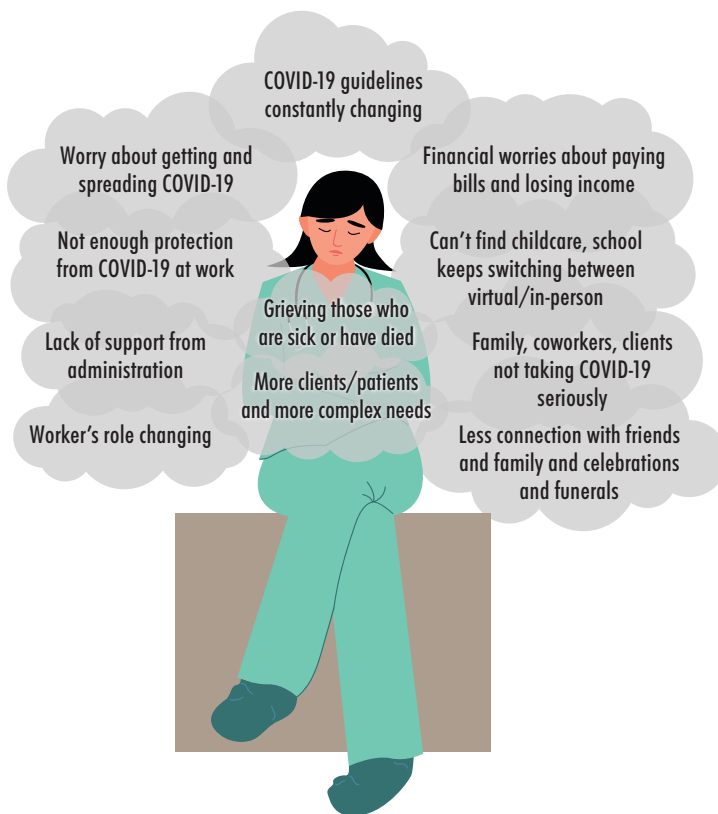 COVID-19 guidelines
constantly changing
Worry about getting and
spreading COVID-19
Financial worries about paying
bills and losing income
Not enough protection
from COVID-19 at work
Can't find childcare, school
keeps switching between
virtual/in-person
Grieving those who
are sick or have died
Lack of support from
administration
Family, coworkers, clients
not taking COVID-19
seriously
More clients/patients
and more complex needs
Worker's role changing
Less connection with friends
and family and celebrations
and funerals